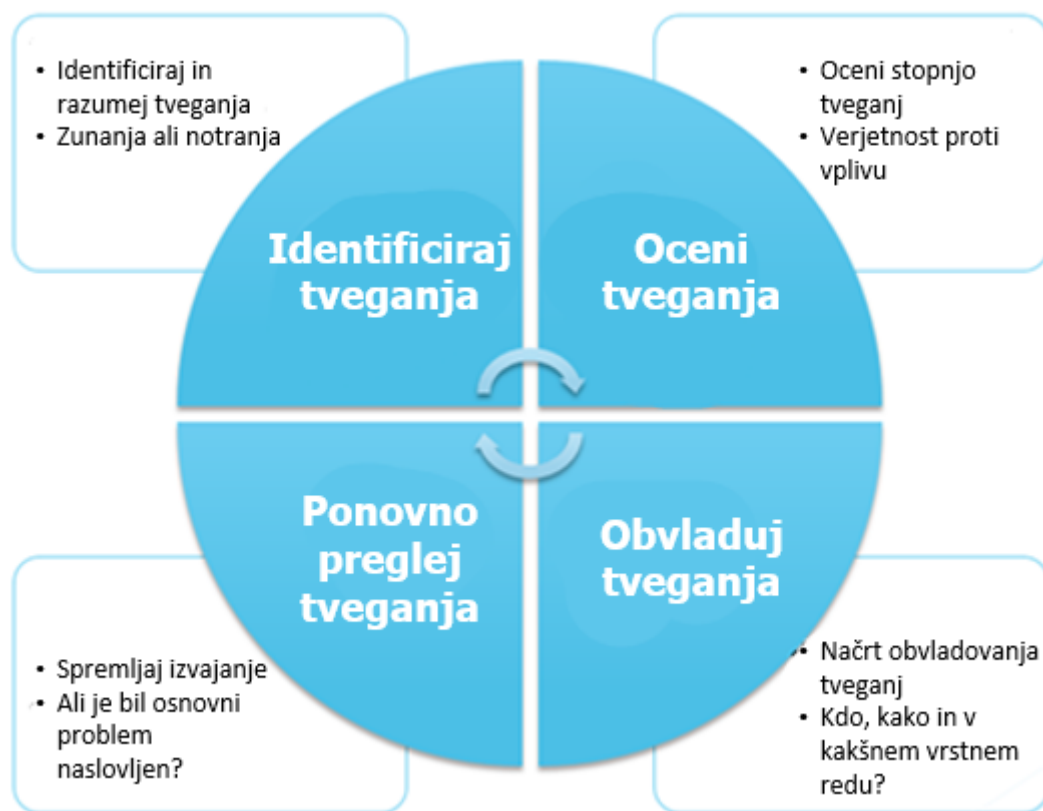 • Identificiraj in
razumej tveganja
• Zunanja ali notranja
• Oceni stopnjo
tveganj
• Verjetnost proti
vplivu
Identificiraj
tveganja
Oceni
tveganja
Ponovno
preglej
tveganja
Obvladuj
tveganja
• Spremljaj izvajanje
• Ali je bil osnovni
problem
naslovljen?
• Načrt obvladovanja
tveganj
• Kdo, kako in v
kakšnem vrstnem
redu?